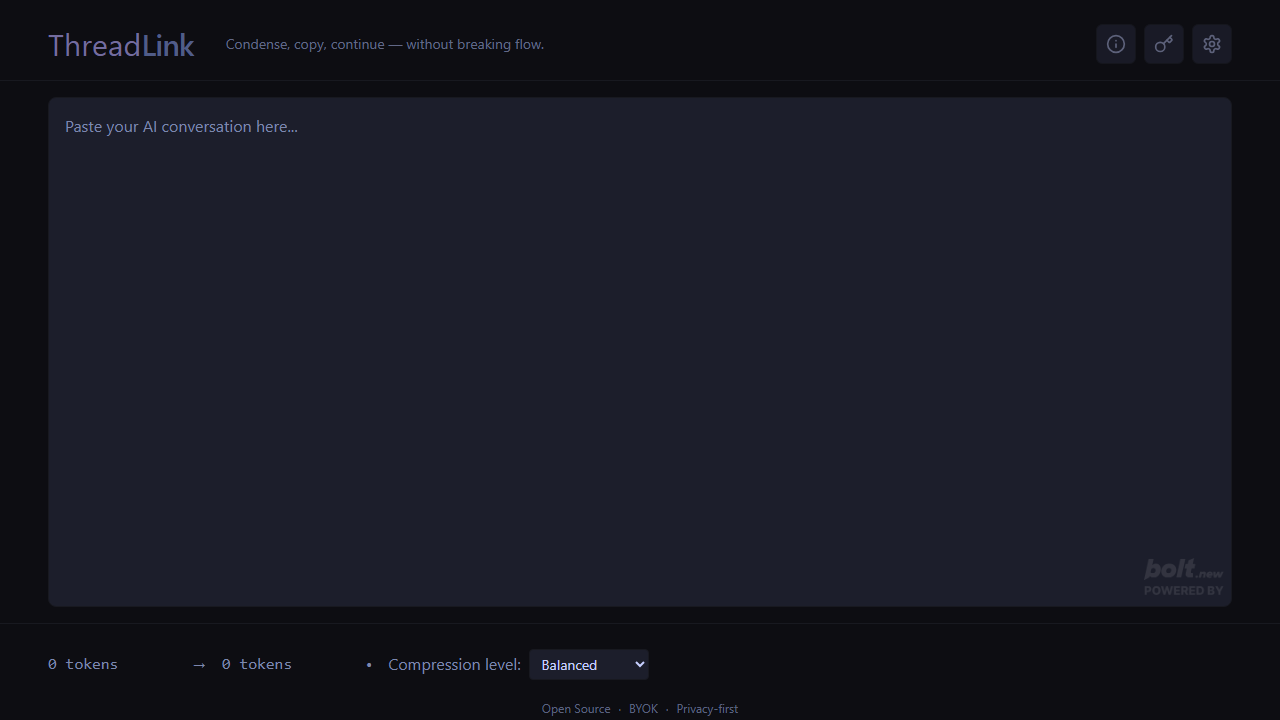 ThreadLink
Condense, copy, continue — without breaking flow.
Paste your AI conversation here...
bolt.new
POWERED BY
0 tokens → 0 tokens • Compression level: Balanced
Open Source · BYOK · Privacy-first